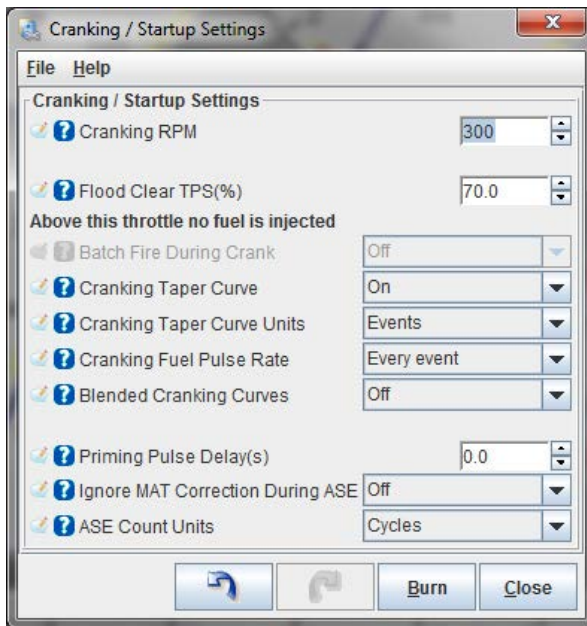 Cranking / Startup Settings
File Help
Cranking / Startup Settings
? Cranking RPM 300
? Flood Clear TPS(%) 70.0
Above this throttle no fuel is injected
? Batch Fire During Crank Off
? Cranking Taper Curve On
? Cranking Taper Curve Units Events
? Cranking Fuel Pulse Rate Every event
? Blended Cranking Curves Off
? Priming Pulse Delay(s) 0.0
? Ignore MAT Correction During ASE Off
? ASE Count Units Cycles
Burn Close